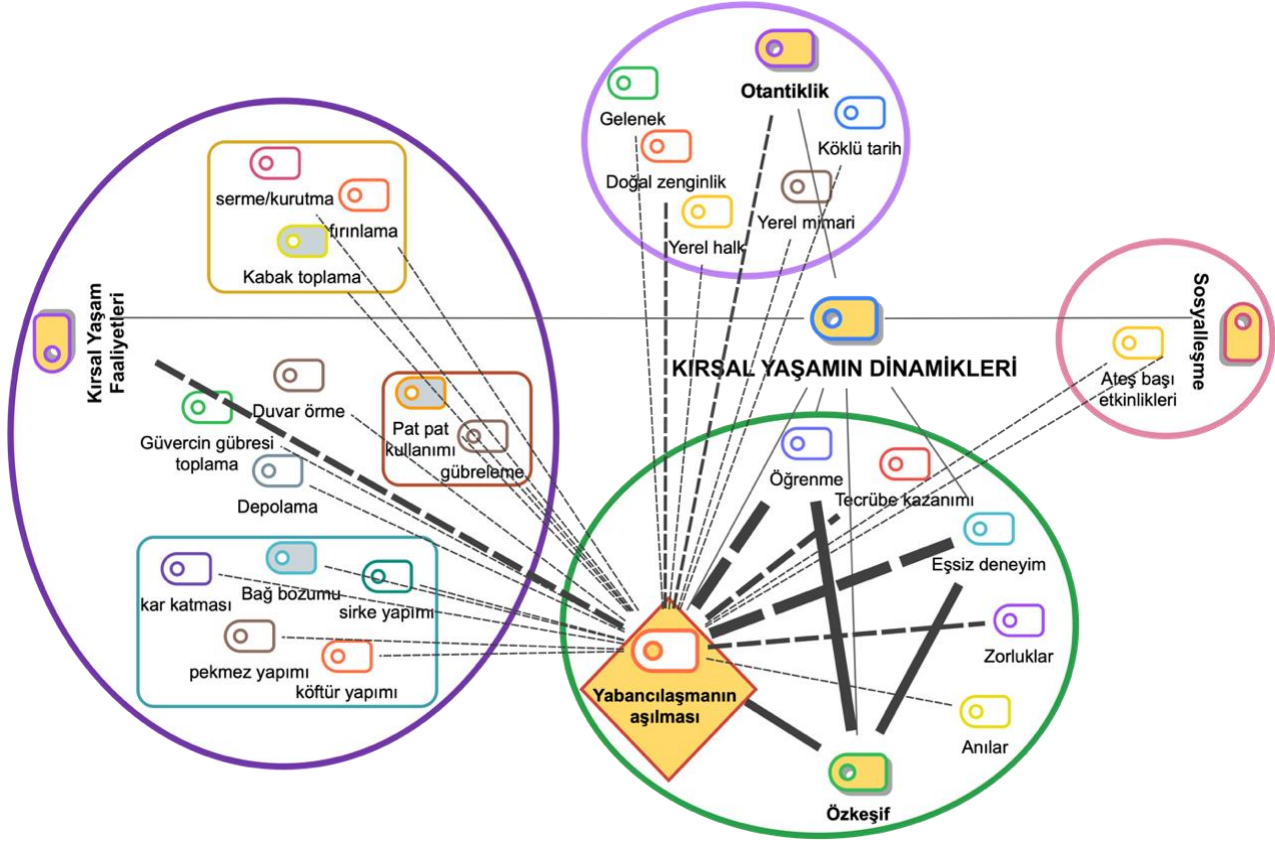 Otantiklik
Gelenek
Köklü tarih
Doğal zenginlik
Yerel halk
Yerel mimari
serme/kurutma
fırınlama
Kabak toplama
Kırsal Yaşam
Faaliyetleri
Duvar örme
Güvercin gübresi
toplama
Depolama
Pat pat
kullanımı
gübreleme
kar katması
Bağ bozumu
sirke yapımı
pekmez yapımı
köftür yapımı
KIRSAL YAŞAMIN DİNAMİKLERİ
Sosyalleşme
Ateş başı
etkinlikleri
Öğrenme
Tecrübe kazanımı
Eşsiz deneyim
Zorluklar
Anılar
Yabancılaşmanın
aşılması
Özkeşif